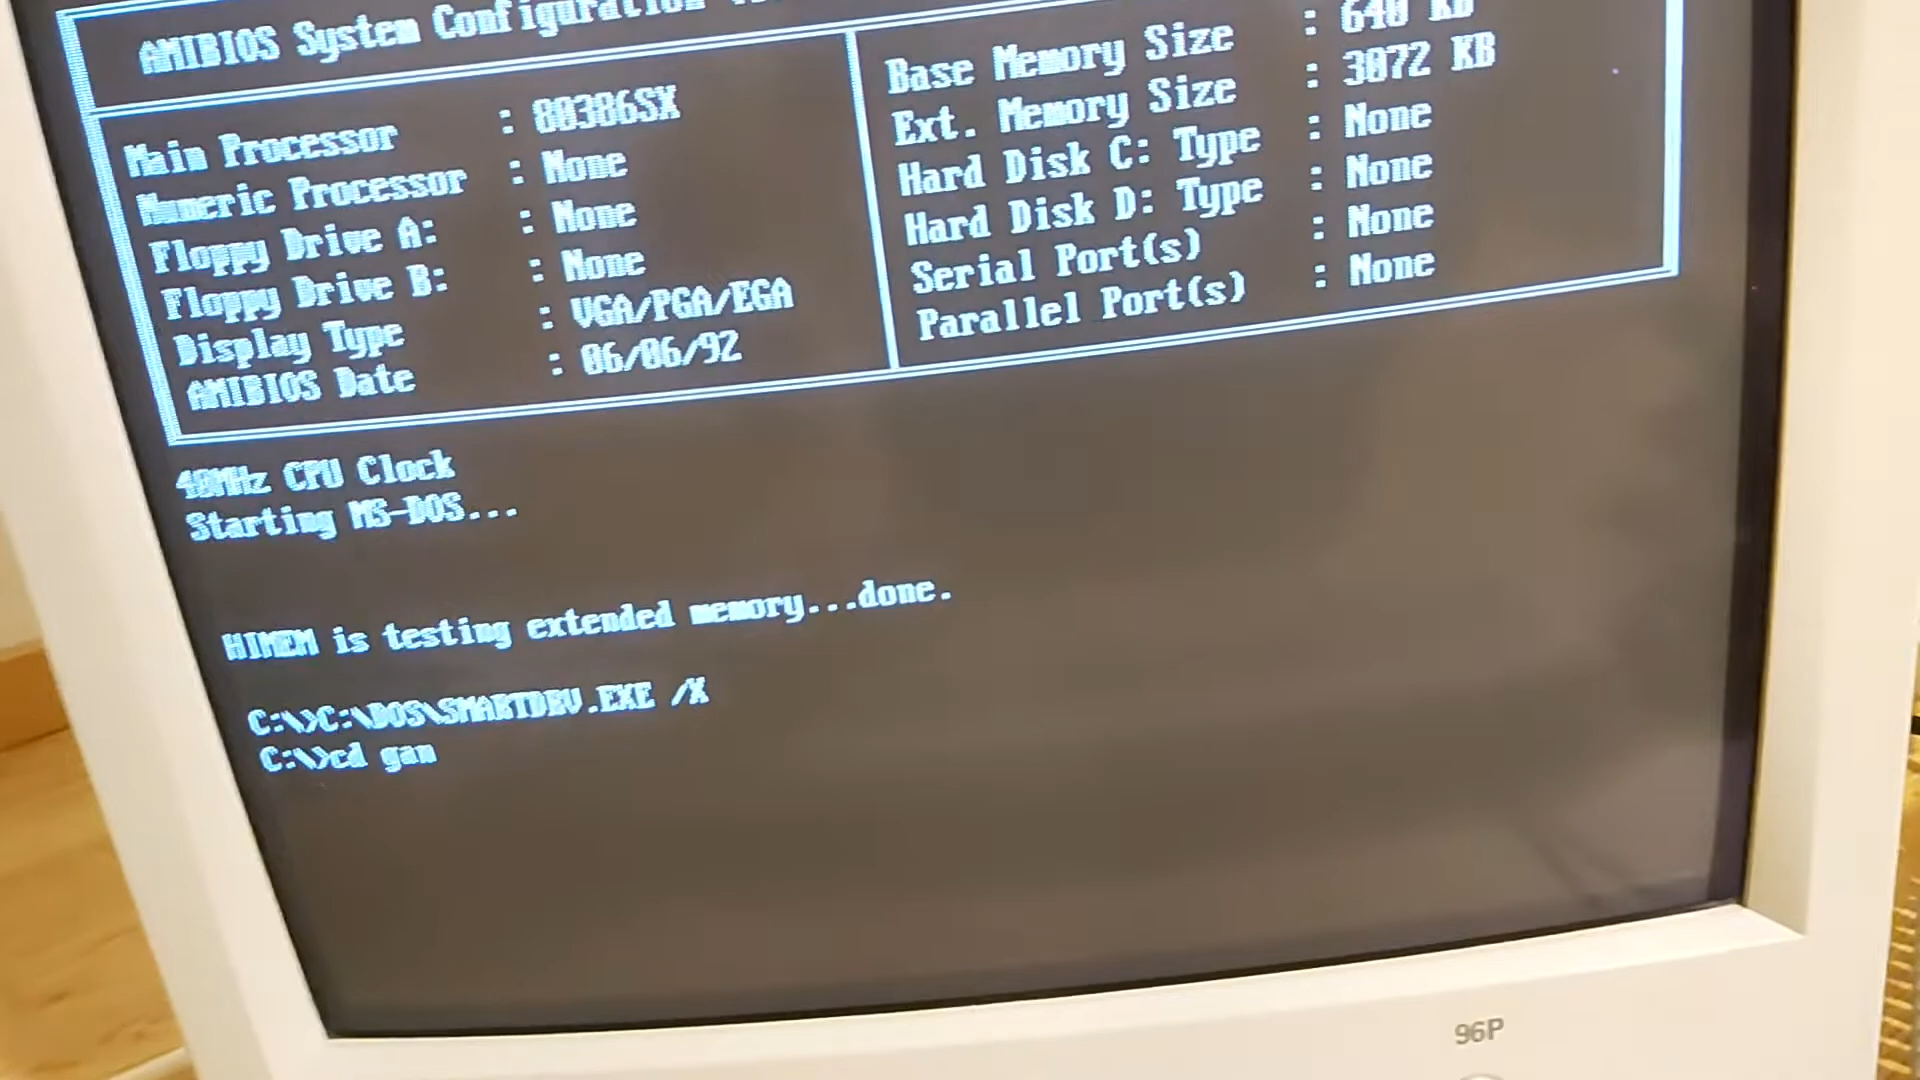 AMIBIOS System Configuration
Main Processor : 80386SX
Numeric Processor : None
Floppy Drive A: : None
Floppy Drive B: : None
Display Type : VGA/PGA/EGA
AMIBIOS Date : 06/06/92
Base Memory Size : 640 KB
Ext. Memory Size : 3072 KB
Hard Disk C: Type : None
Hard Disk D: Type : None
Serial Port(s) : None
Parallel Port(s) : None
40MHz CPU Clock
Starting MS-DOS...
HIMEM is testing extended memory...done.
C:\>C:\DOS\SMARTDRV.EXE /X
C:\>cd gam
96P